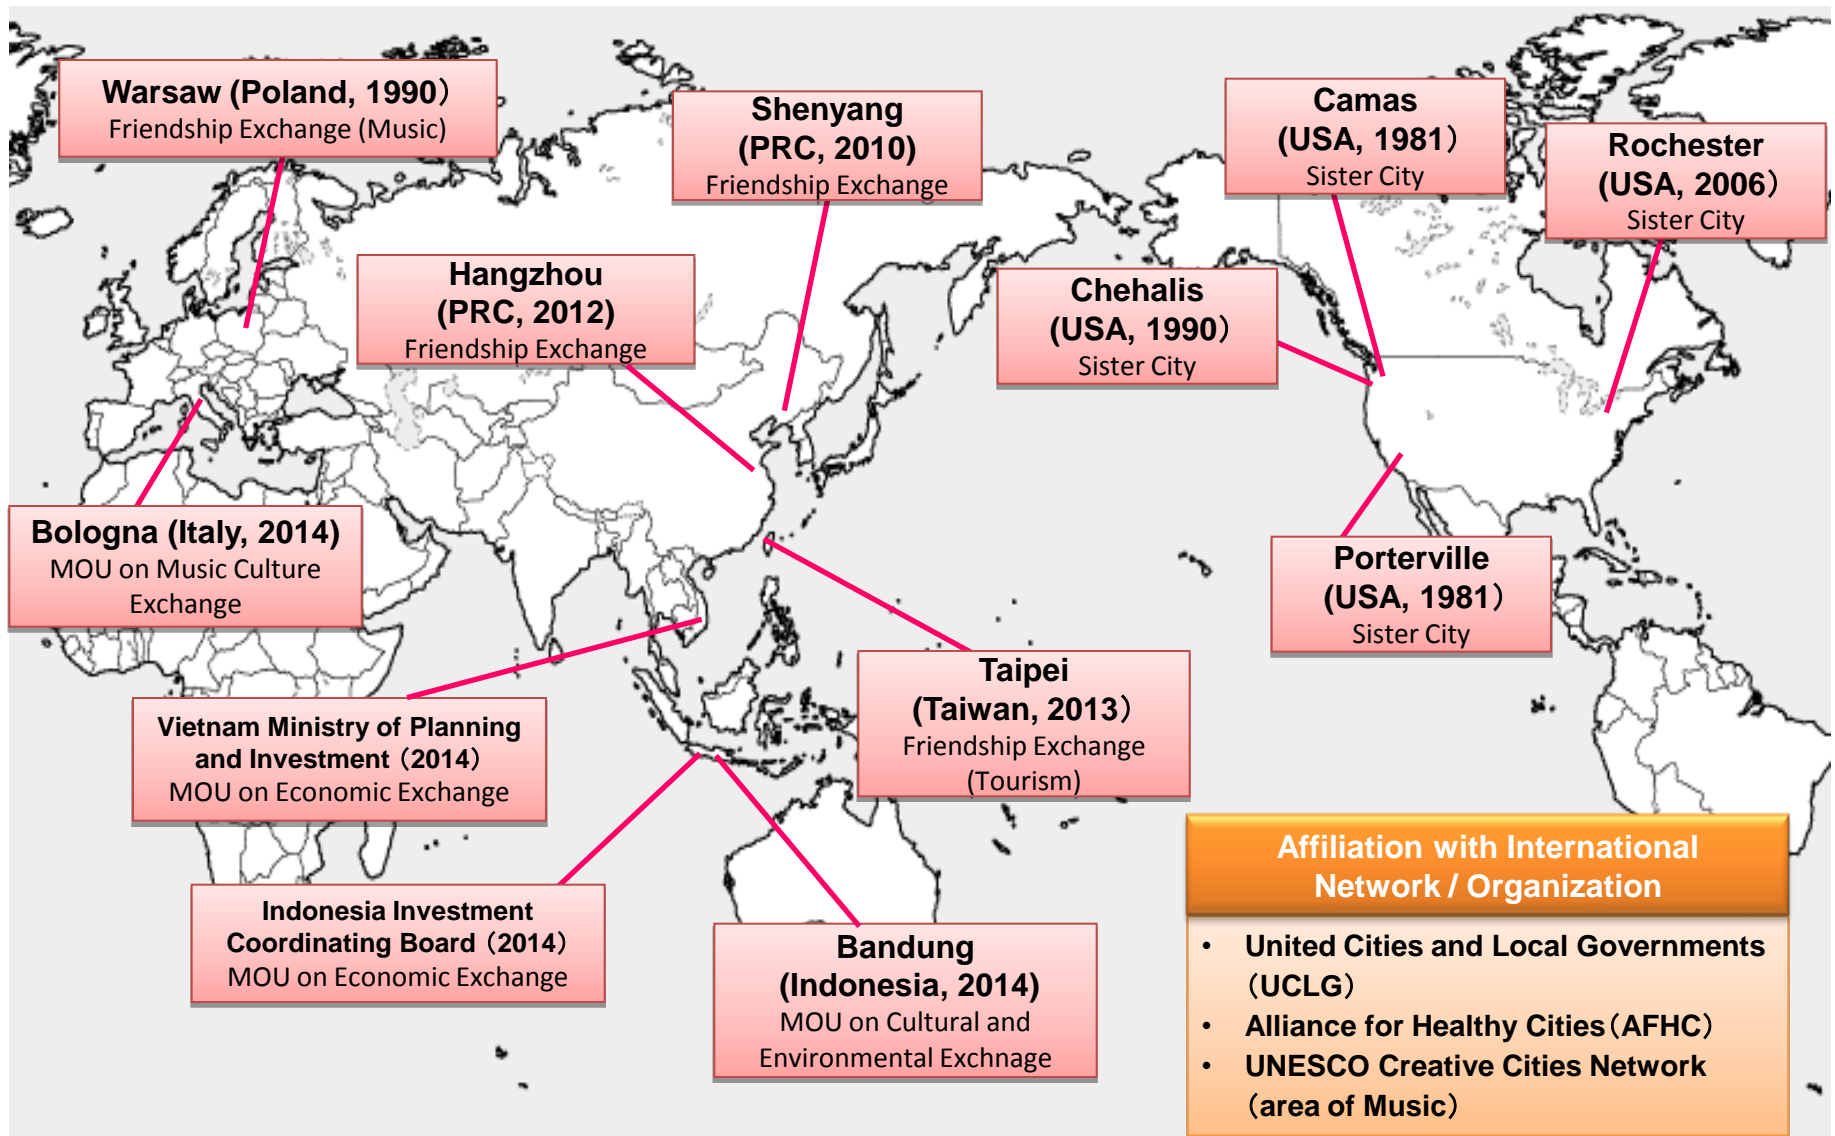 Warsaw (Poland, 1990）
Friendship Exchange (Music)
Shenyang
(PRC, 2010)
Friendship Exchange
Camas
(USA, 1981）
Sister City
Rochester
(USA, 2006）
Sister City
Hangzhou
(PRC, 2012)
Friendship Exchange
Chehalis
(USA, 1990）
Sister City
Bologna (Italy, 2014)
MOU on Music Culture
Exchange
Porterville
(USA, 1981）
Sister City
Taipei
(Taiwan, 2013）
Friendship Exchange
(Tourism)
Vietnam Ministry of Planning
and Investment（2014）
MOU on Economic Exchange
Indonesia Investment
Coordinating Board（2014）
MOU on Economic Exchange
Bandung
(Indonesia, 2014)
MOU on Cultural and
Environmental Exchnage
Affiliation with International
Network / Organization
• United Cities and Local Governments
（UCLG）
• Alliance for Healthy Cities（AFHC）
• UNESCO Creative Cities Network
（area of Music）